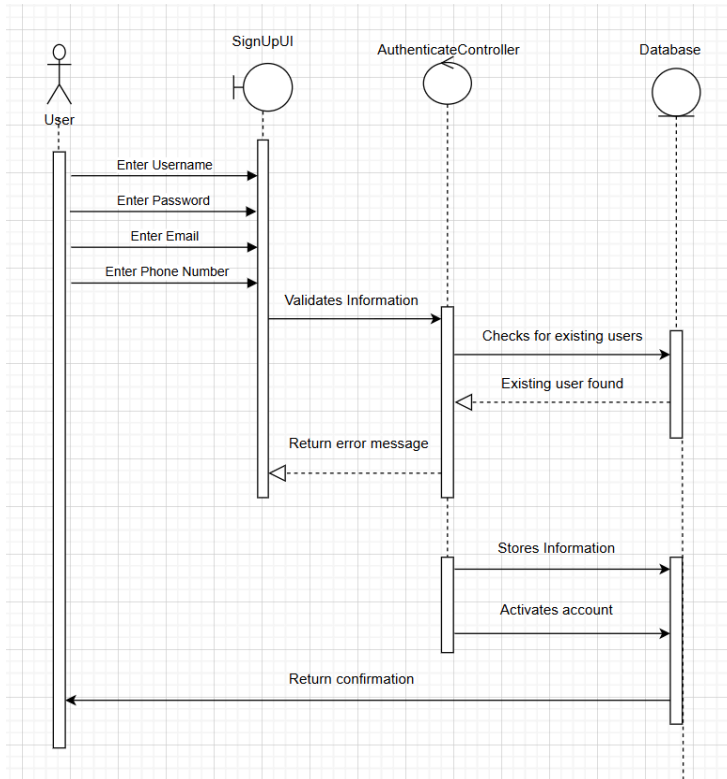 SignUpUI
AuthenticateController
Database
User
Enter Username
Enter Password
Enter Email
Enter Phone Number
Validates Information
Checks for existing users
Existing user found
Return error message
Stores Information
Activates account
Return confirmation